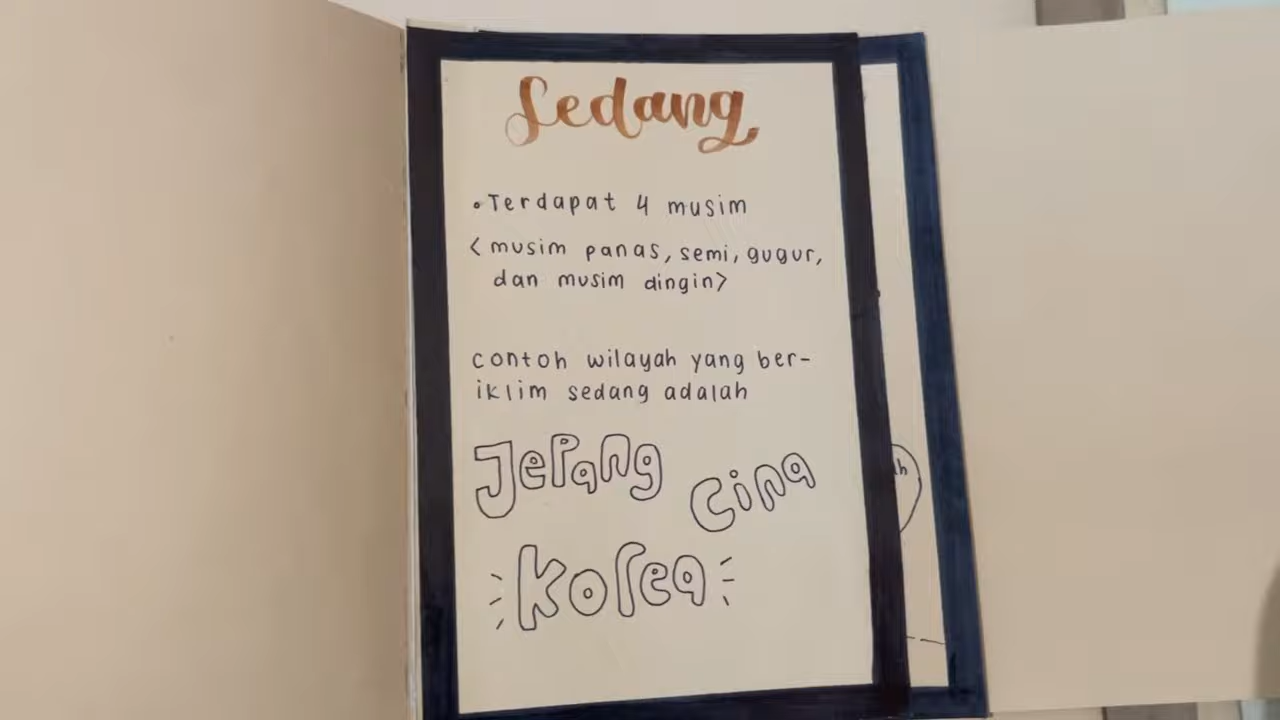 Sedang
• Terdapat 4 musim
< musim panas, semi, gugur,
dan musim dingin>
contoh wilayah yang ber-
iklim sedang adalah
Jepang
Cina
Korea